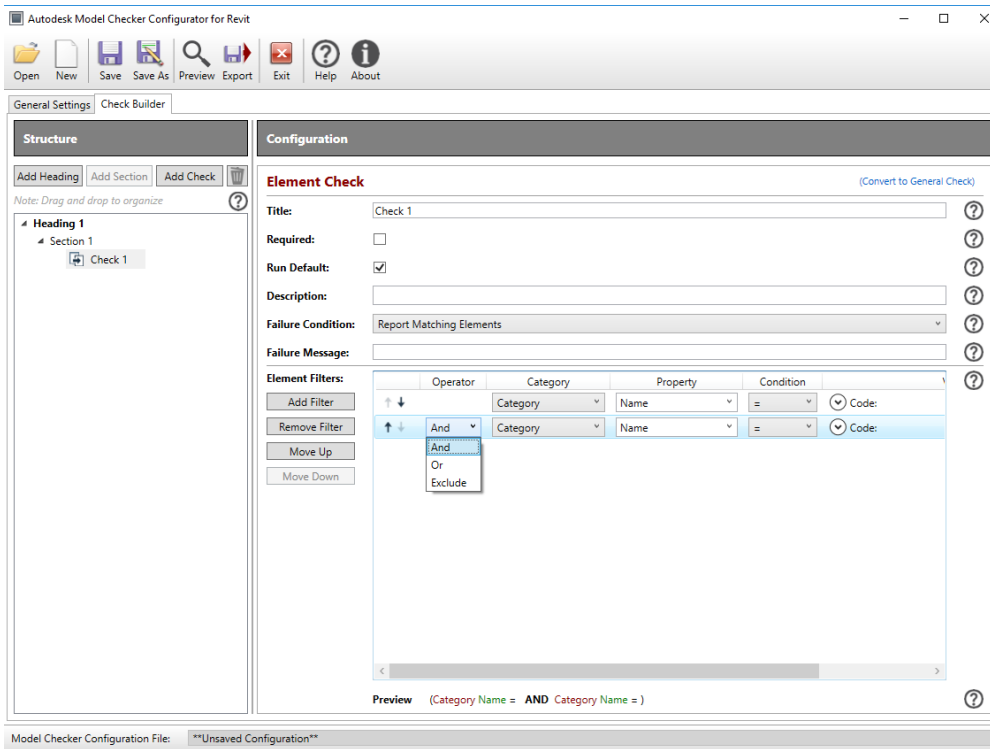 Autodesk Model Checker Configurator for Revit
Open New Save Save As Preview Export Exit Help About
General Settings Check Builder
Structure
Configuration
Add Heading Add Section Add Check
Note: Drag and drop to organize
Heading 1
Section 1
Check 1
Element Check (Convert to General Check)
Title: Check 1
Required:
Run Default:
Description:
Failure Condition: Report Matching Elements
Failure Message:
Element Filters:
Operator Category Property Condition
Add Filter Category Name = Code:
Remove Filter And Category Name = Code:
And
Move Up
Or
Move Down
Exclude
Preview (Category Name = AND Category Name = )
Model Checker Configuration File: **Unsaved Configuration**